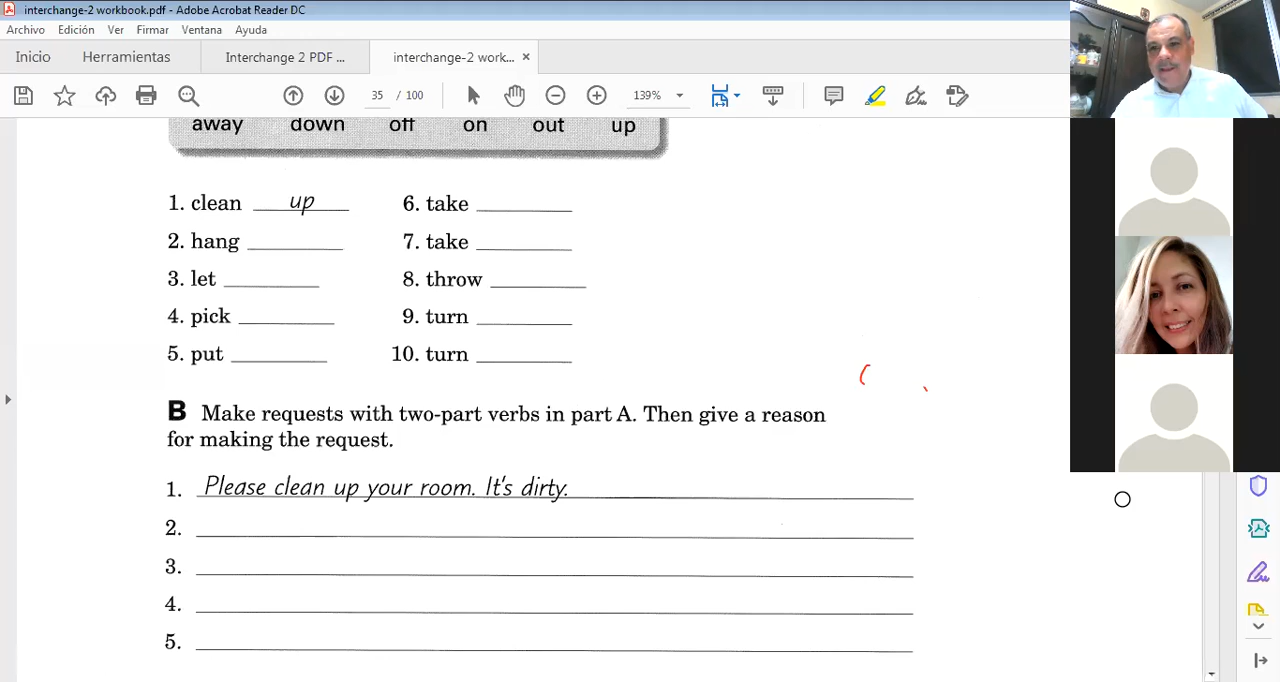 interchange-2 workbook.pdf - Adobe Acrobat Reader DC
Archivo Edición Ver Firmar Ventana Ayuda
Inicio Herramientas Interchange 2 PDF ... interchange-2 work... ×
35 / 100 139%
away down off on out up
1. clean up 6. take
2. hang 7. take
3. let 8. throw
4. pick 9. turn
5. put 10. turn
B Make requests with two-part verbs in part A. Then give a reason
for making the request.
1. Please clean up your room. It's dirty.
2.
3.
4.
5.